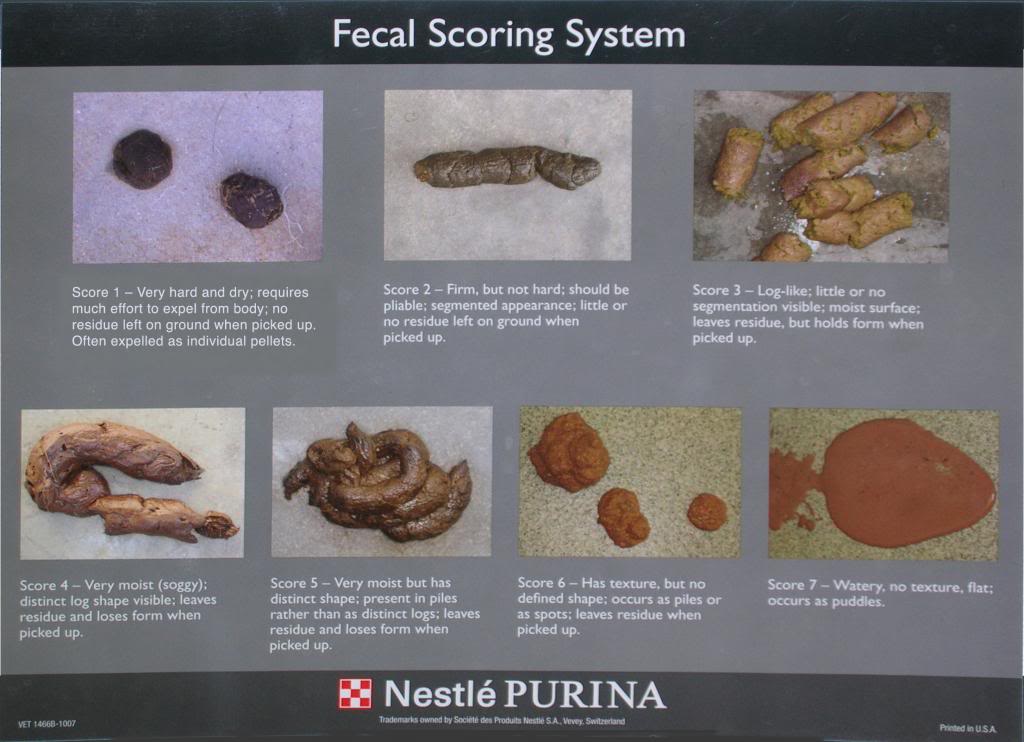 Fecal Scoring System
Score 1 – Very hard and dry; requires
much effort to expel from body; no
residue left on ground when picked up.
Often expelled as individual pellets.
Score 2 – Firm, but not hard; should be
pliable; segmented appearance; little or
no residue left on ground when
picked up.
Score 3 – Log-like; little or no
segmentation visible; moist surface;
leaves residue, but holds form when
picked up.
Score 4 – Very moist (soggy);
distinct log shape visible; leaves
residue and loses form when
picked up.
Score 5 – Very moist but has
distinct shape; present in piles
rather than as distinct logs; leaves
residue and loses form when
picked up.
Score 6 – Has texture, but no
defined shape; occurs as piles or
as spots; leaves residue when
picked up.
Score 7 – Watery, no texture, flat;
occurs as puddles.
Nestlé PURINA
Trademarks owned by Société des Produits Nestlé S.A., Vevey, Switzerland
VET 1466B-1007
Printed in U.S.A.